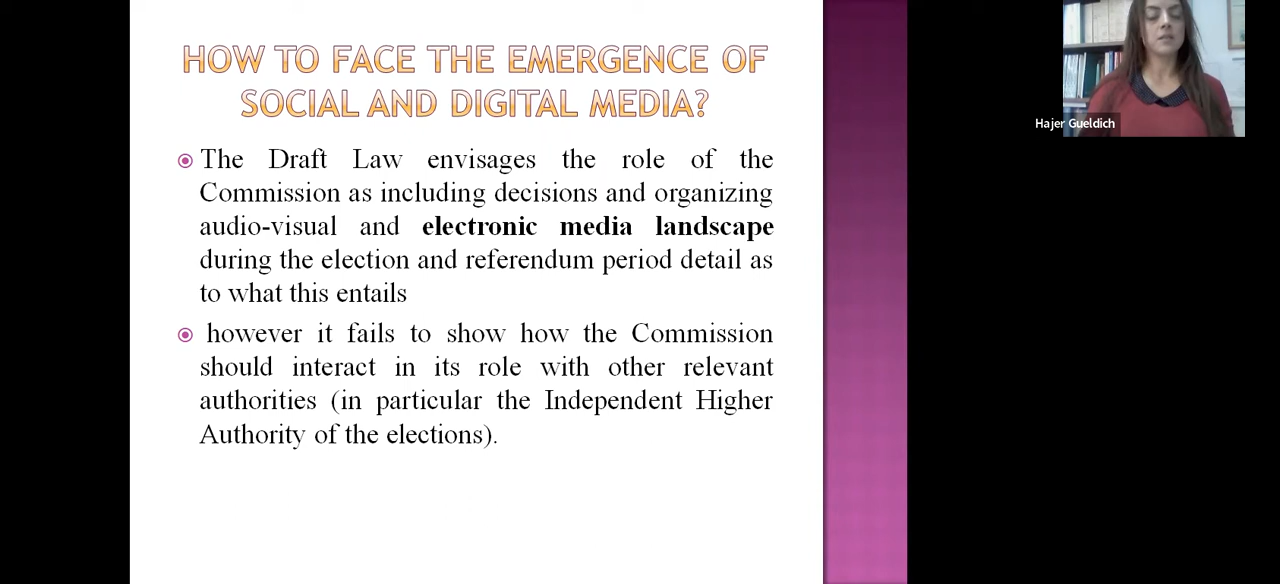 HOW TO FACE THE EMERGENCE OF
SOCIAL AND DIGITAL MEDIA?
The Draft Law envisages the role of the
Commission as including decisions and organizing
audio-visual and electronic media landscape
during the election and referendum period detail as
to what this entails
however it fails to show how the Commission
should interact in its role with other relevant
authorities (in particular the Independent Higher
Authority of the elections).
Hajer Gueldich